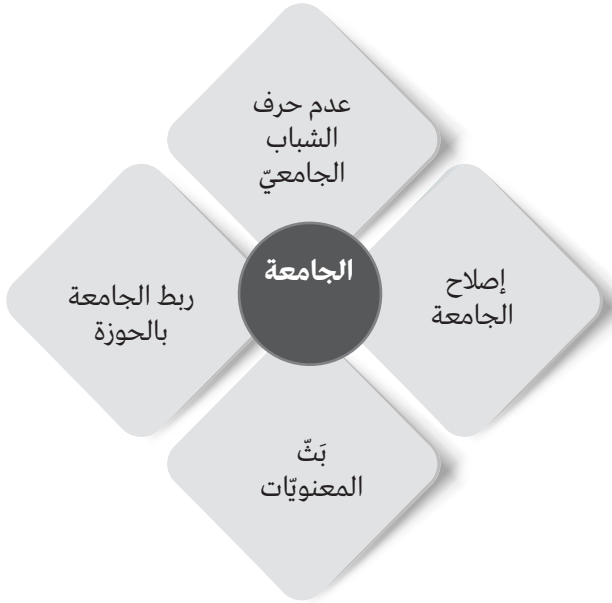 عدم حرف
الشباب
الجامعيّ
الجامعة
إصلاح
الجامعة
ربط الجامعة
بالحوزة
بَثّ
المعنويّات